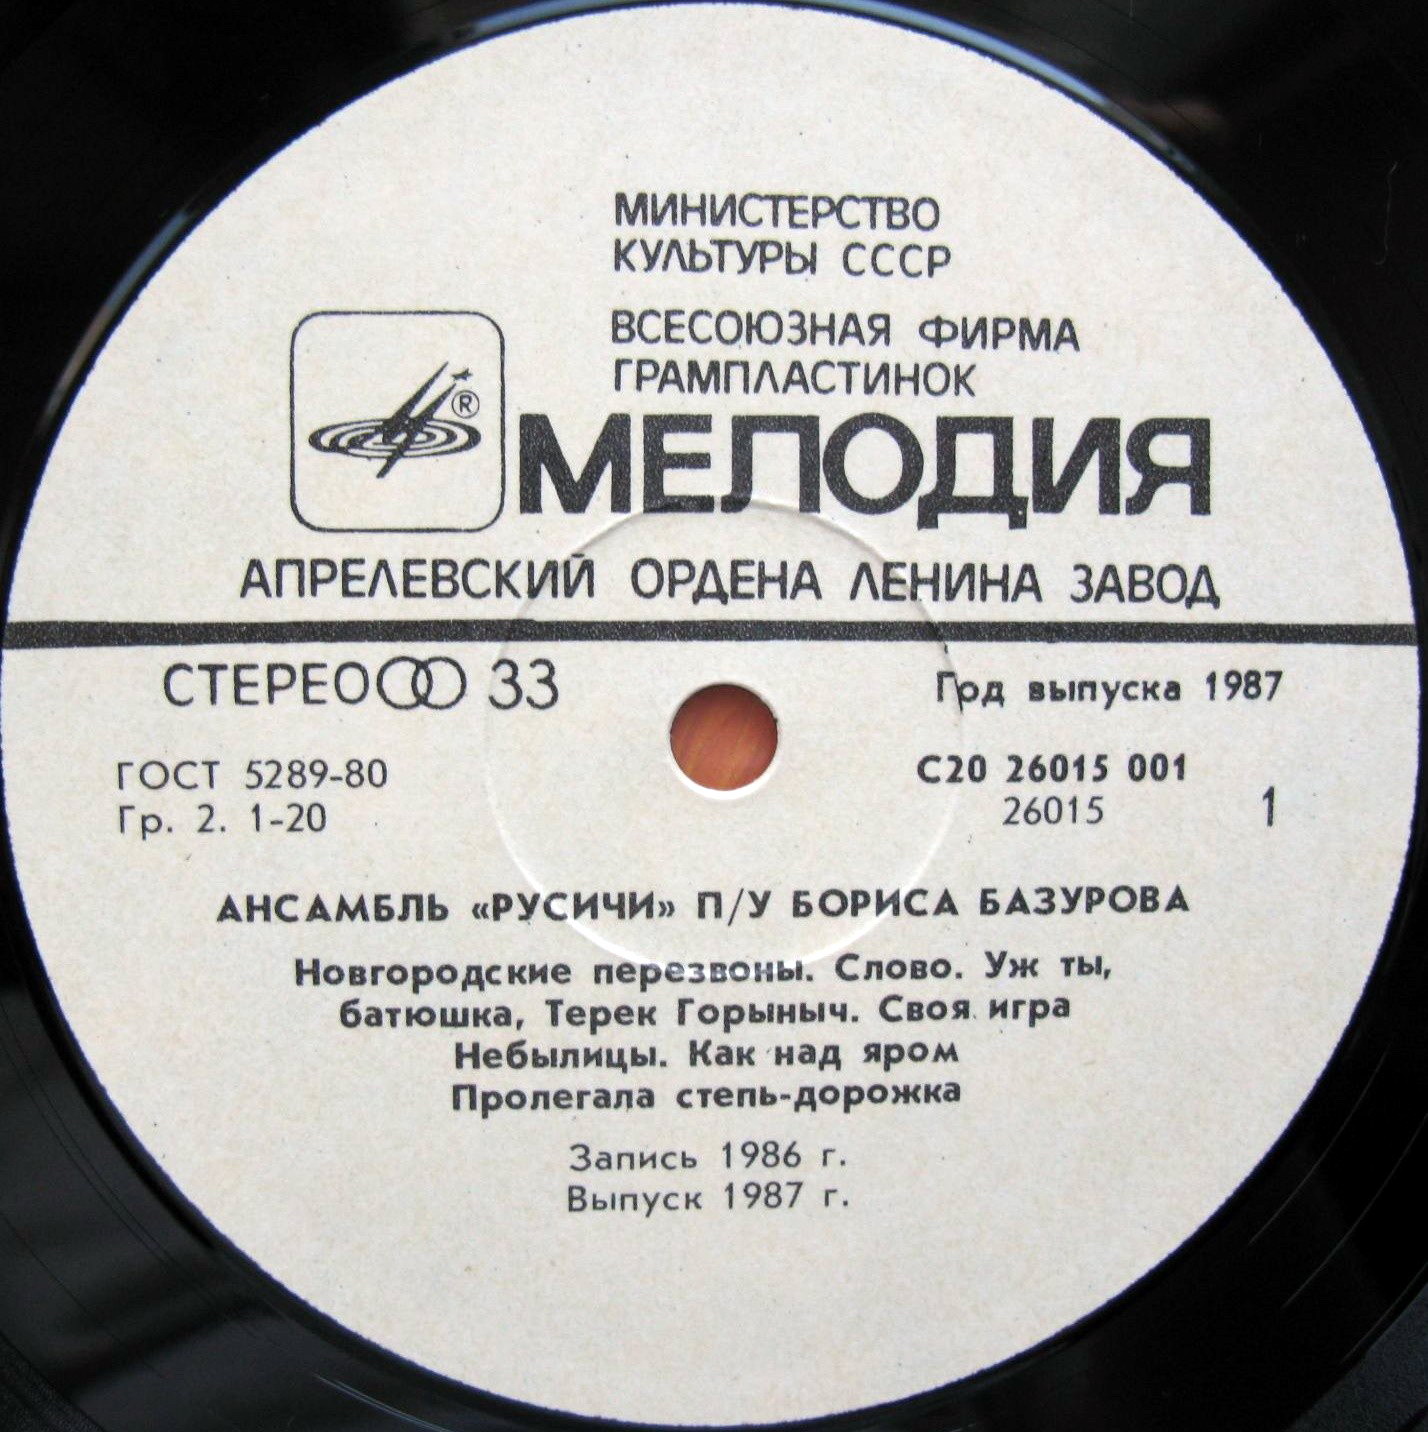 МИНИСТЕРСТВО
КУЛЬТУРЫ СССР
ВСЕСОЮЗНАЯ ФИРМА
ГРАМПЛАСТИНОК
®
МЕЛОДИЯ
АПРЕЛЕВСКИЙ ОРДЕНА ЛЕНИНА ЗАВОД
СТЕРЕО 33
Год выпуска 1987
ГОСТ 5289-80
Гр. 2. 1-20
С20 26015 001
26015
1
АНСАМБЛЬ «РУСИЧИ» П/У БОРИСА БАЗУРОВА
Новгородские перезвоны. Слово. Уж ты,
батюшка, Терек Горыныч. Своя игра
Небылицы. Как над яром
Пролегала степь-дорожка
Запись 1986 г.
Выпуск 1987 г.